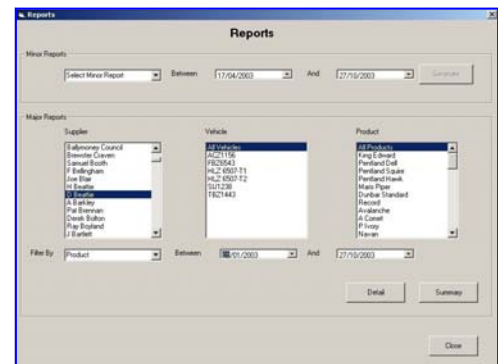 Reports
Reports
Minor Reports
Select Minor Report Between 17/04/2003 And 27/10/2003 Generate
Major Reports
Supplier Vehicle Product
Ballymoney Council All Vehicles All Products
Brewster Craven ACZ1156 King Edward
Samuel Booth FBZ6543 Pentland Dell
F Bellingham HLZ 6507-T1 Pentland Squire
Joe Blair HLZ 6507-T2 Pentland Hawk
H Beattie SIJ1238 Maris Piper
D Beattie TBZ1443 Dunbar Standard
A Barkley Record
Pat Brennan Avalanche
Derek Bolton A Comet
Ray Boyland P Ivory
J Bartlett Navan
Filter By Product Between /01/2003 And 27/10/2003
Detail Summary
Close